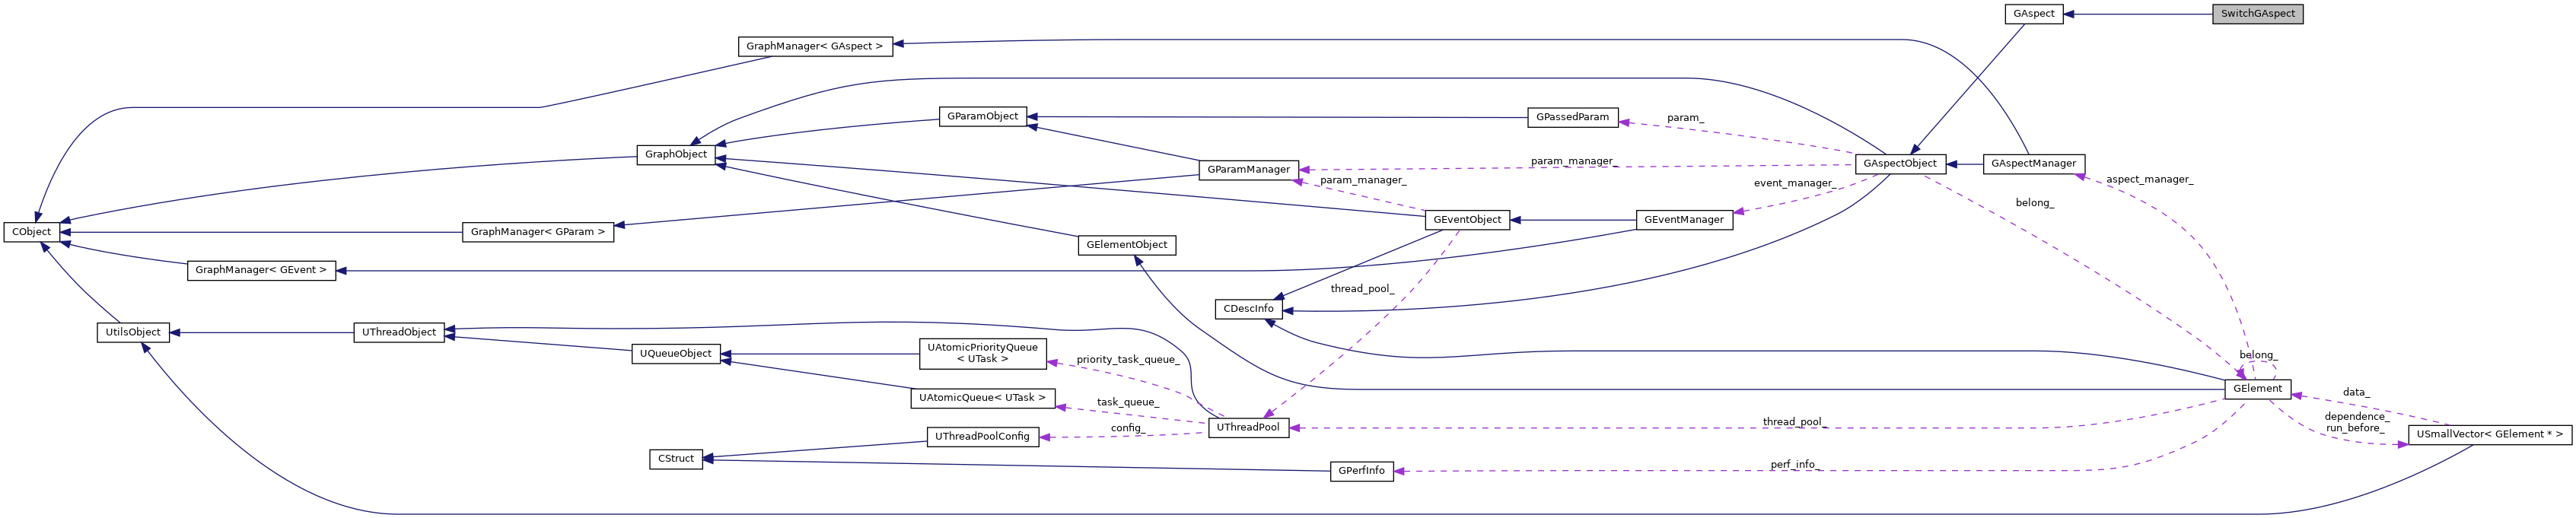 GAspect
SwitchGAspect
GraphManager< GAspect >
GParamObject
GPassedParam
param_
GraphObject
GParamManager
param_manager_
GAspectObject
GAspectManager
param_manager_
event_manager_
aspect_manager_
belong_
CObject
GraphManager< GParam >
GEventObject
GEventManager
GElementObject
GraphManager< GEvent >
thread_pool_
CDescInfo
UtilsObject
UThreadObject
UQueueObject
UAtomicPriorityQueue
< UTask >
priority_task_queue_
belong_
GElement
UAtomicQueue< UTask >
task_queue_
data_
dependence_
run_before_
config_
UThreadPool
thread_pool_
UThreadPoolConfig
USmallVector< GElement * >
CStruct
GPerfInfo
perf_info_